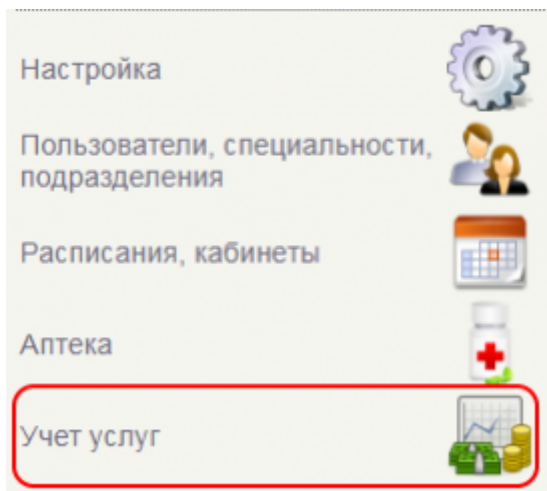 Настройка
Пользователи, специальности,
подразделения
Расписания, кабинеты
Аптека
Учет услуг